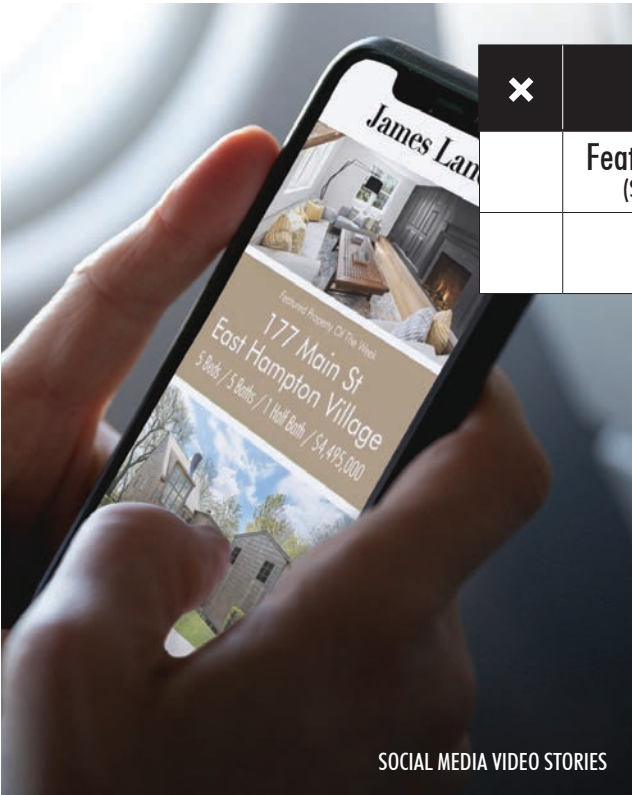 James Lan
Featured Property Of The Week
177 Main St
East Hampton Village
5 Beds / 5 Baths / 1 Half Bath / $4,495,000
Feat
(S
SOCIAL MEDIA VIDEO STORIES